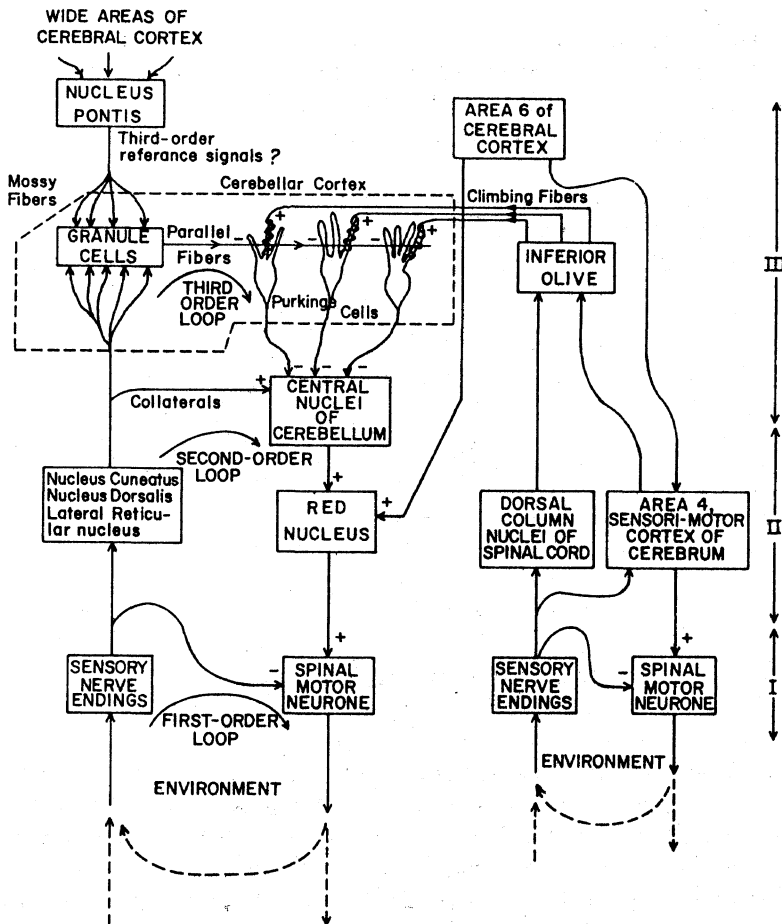 WIDE AREAS OF
CEREBRAL CORTEX
NUCLEUS
PONTIS
Third-order
referance signals ?
Mossy
Fibers
Cerebellar Cortex
GRANULE
CELLS
Parallel
Fibers
THIRD
ORDER
LOOP
- + - + - +
Purkinge
Cells
Climbing Fibers
AREA 6 of
CEREBRAL
CORTEX
INFERIOR
OLIVE
III
- - -
+
Collaterals
CENTRAL
NUCLEI
OF
CEREBELLUM
SECOND-ORDER
LOOP
Nucleus Cuneatus
Nucleus Dorsalis
Lateral Reticu-
lar nucleus
+
RED
NUCLEUS
+
DORSAL
COLUMN
NUCLEI OF
SPINAL CORD
AREA 4,
SENSORI-MOTOR
CORTEX OF
CEREBRUM
II
+
-
SENSORY
NERVE
ENDINGS
SPINAL
MOTOR
NEURONE
FIRST-ORDER
LOOP
ENVIRONMENT
+
-
SENSORY
NERVE
ENDINGS
SPINAL
MOTOR
NEURONE
I
ENVIRONMENT